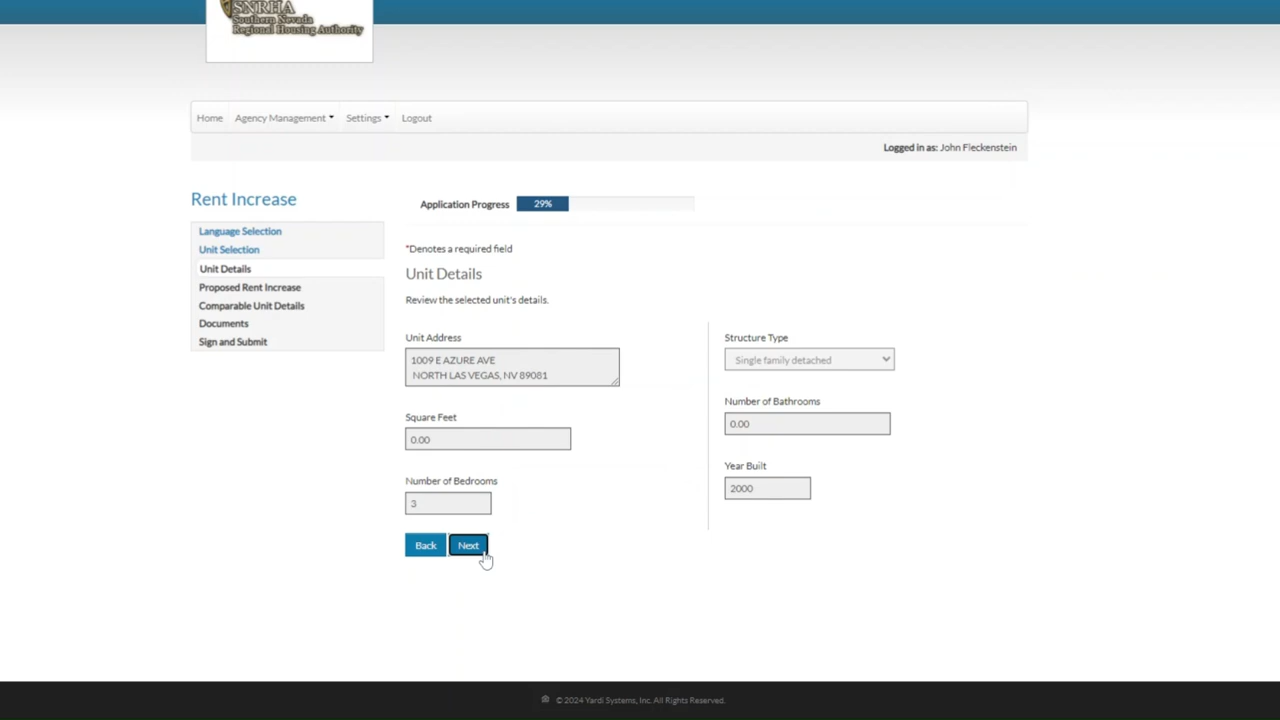 SNRHA
Southern Nevada
Regional Housing Authority
Home Agency Management Settings Logout
Logged in as: John Fleckenstein
Rent Increase
Language Selection
Unit Selection
Unit Details
Proposed Rent Increase
Comparable Unit Details
Documents
Sign and Submit
Application Progress 29%
*Denotes a required field
Unit Details
Review the selected unit's details.
Unit Address
1009 E AZURE AVE
NORTH LAS VEGAS, NV 89081
Square Feet
0.00
Number of Bedrooms
3
Structure Type
Single family detached
Number of Bathrooms
0.00
Year Built
2000
Back Next
© 2024 Yardi Systems, Inc. All Rights Reserved.